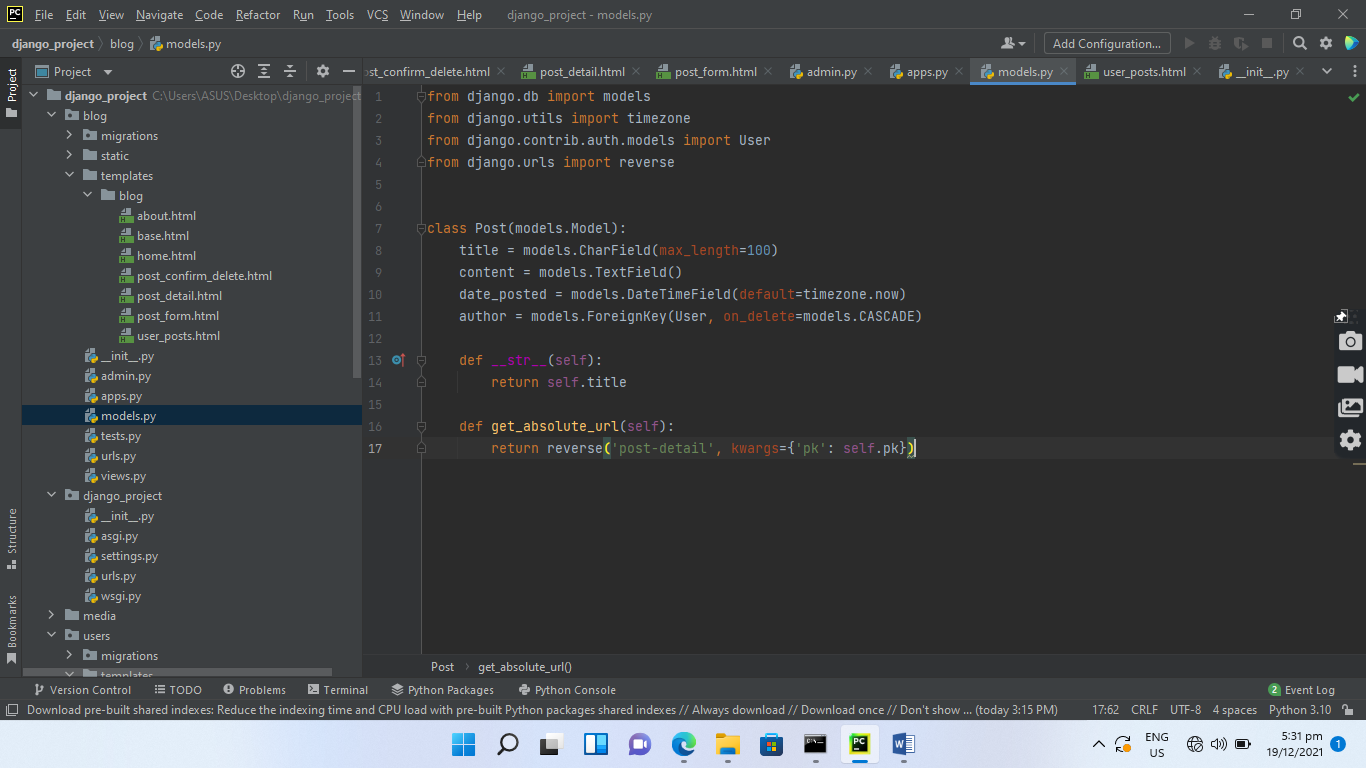 PC File Edit View Navigate Code Refactor Run Tools VCS Window Help django_project - models.py
django_project blog models.py Add Configuration...
Project
Project
ost_confirm_delete.html post_detail.html post_form.html admin.py apps.py models.py user_posts.html __init__.py
django_project C:\Users\ASUS\Desktop\django_project
blog
migrations
static
templates
blog
about.html
base.html
home.html
post_confirm_delete.html
post_detail.html
post_form.html
user_posts.html
__init__.py
admin.py
apps.py
models.py
tests.py
urls.py
views.py
django_project
__init__.py
asgi.py
settings.py
urls.py
wsgi.py
media
users
migrations
templates
Structure
Bookmarks
1 from django.db import models
2 from django.utils import timezone
3 from django.contrib.auth.models import User
4 from django.urls import reverse
5
6
7 class Post(models.Model):
8 title = models.CharField(max_length=100)
9 content = models.TextField()
10 date_posted = models.DateTimeField(default=timezone.now)
11 author = models.ForeignKey(User, on_delete=models.CASCADE)
12
13 def __str__(self):
14 return self.title
15
16 def get_absolute_url(self):
17 return reverse('post-detail', kwargs={'pk': self.pk})
Post get_absolute_url()
Version Control TODO Problems Terminal Python Packages Python Console 2 Event Log
Download pre-built shared indexes: Reduce the indexing time and CPU load with pre-built Python packages shared indexes // Always download // Download once // Don't show ... (today 3:15 PM) 17:62 CRLF UTF-8 4 spaces Python 3.10
PC W ENG
US
5:31 pm
19/12/2021
1